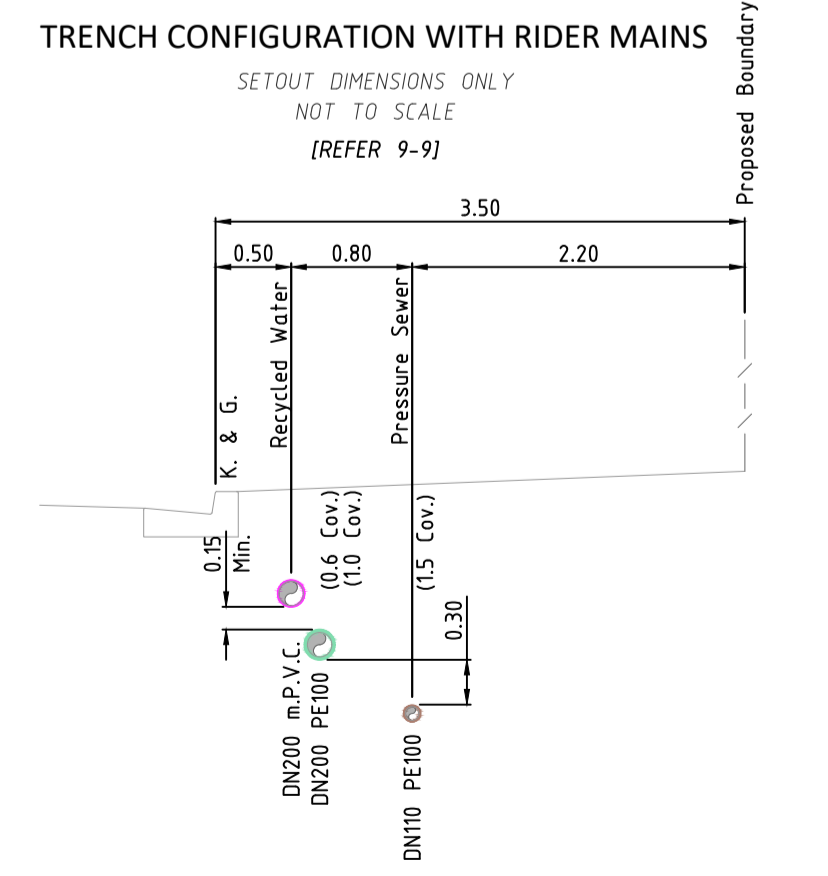 TRENCH CONFIGURATION WITH RIDER MAINS
SETOUT DIMENSIONS ONLY
NOT TO SCALE
[REFER 9-9]
Proposed Boundary
3.50
0.50
0.80
2.20
K. & G.
Recycled Water
Pressure Sewer
0.15
Min.
(0.6 Cov.)
(1.0 Cov.)
(1.5 Cov.)
0.30
DN200 m.P.V.C.
DN200 PE100
DN110 PE100